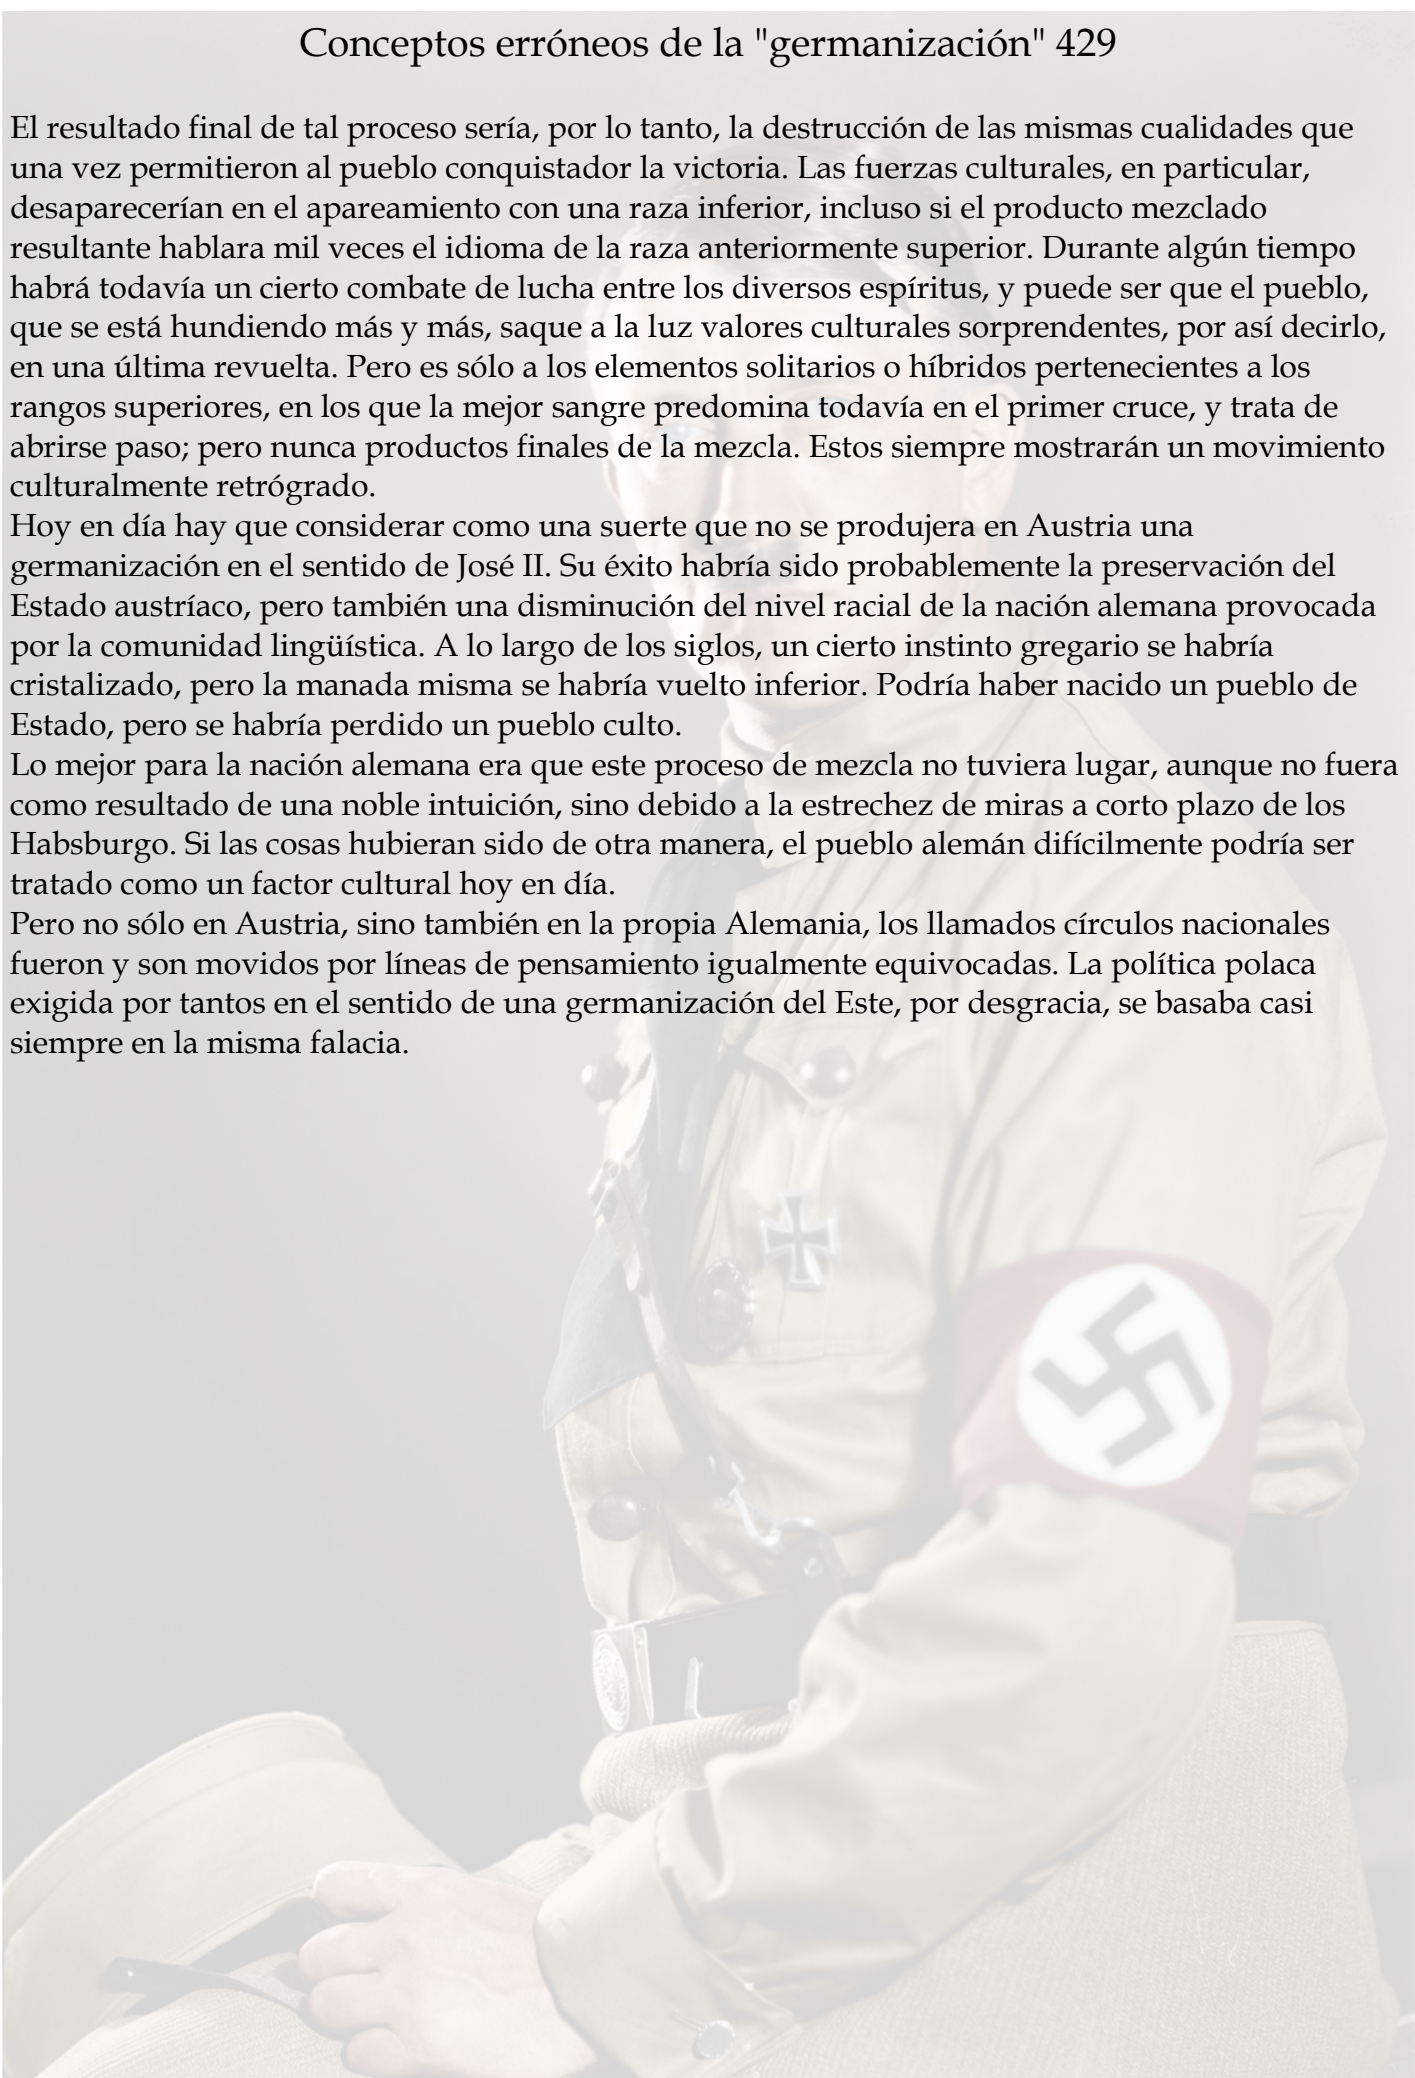 Conceptos erróneos de la "germanización" 429
El resultado final de tal proceso sería, por lo tanto, la destrucción de las mismas cualidades que
una vez permitieron al pueblo conquistador la victoria. Las fuerzas culturales, en particular,
desaparecerían en el apareamiento con una raza inferior, incluso si el producto mezclado
resultante hablara mil veces el idioma de la raza anteriormente superior. Durante algún tiempo
habrá todavía un cierto combate de lucha entre los diversos espíritus, y puede ser que el pueblo,
que se está hundiendo más y más, saque a la luz valores culturales sorprendentes, por así decirlo,
en una última revuelta. Pero es sólo a los elementos solitarios o híbridos pertenecientes a los
rangos superiores, en los que la mejor sangre predomina todavía en el primer cruce, y trata de
abrirse paso; pero nunca productos finales de la mezcla. Estos siempre mostrarán un movimiento
culturalmente retrógrado.
Hoy en día hay que considerar como una suerte que no se produjera en Austria una
germanización en el sentido de José II. Su éxito habría sido probablemente la preservación del
Estado austríaco, pero también una disminución del nivel racial de la nación alemana provocada
por la comunidad lingüística. A lo largo de los siglos, un cierto instinto gregario se habría
cristalizado, pero la manada misma se habría vuelto inferior. Podría haber nacido un pueblo de
Estado, pero se habría perdido un pueblo culto.
Lo mejor para la nación alemana era que este proceso de mezcla no tuviera lugar, aunque no fuera
como resultado de una noble intuición, sino debido a la estrechez de miras a corto plazo de los
Habsburgo. Si las cosas hubieran sido de otra manera, el pueblo alemán difícilmente podría ser
tratado como un factor cultural hoy en día.
Pero no sólo en Austria, sino también en la propia Alemania, los llamados círculos nacionales
fueron y son movidos por líneas de pensamiento igualmente equivocadas. La política polaca
exigida por tantos en el sentido de una germanización del Este, por desgracia, se basaba casi
siempre en la misma falacia.